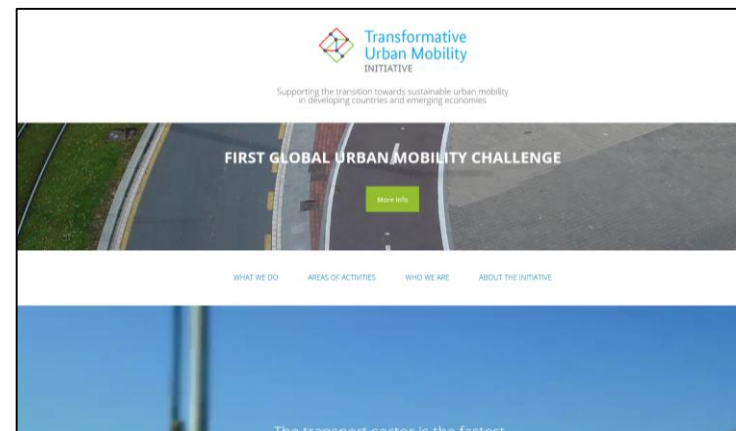 Transformative
Urban Mobility
INITIATIVE
Supporting the transition towards sustainable urban mobility
in developing countries and emerging economies
FIRST GLOBAL URBAN MOBILITY CHALLENGE
More Info
WHAT WE DO AREAS OF ACTIVITIES WHO WE ARE ABOUT THE INITIATIVE
The transport sector is the fastest